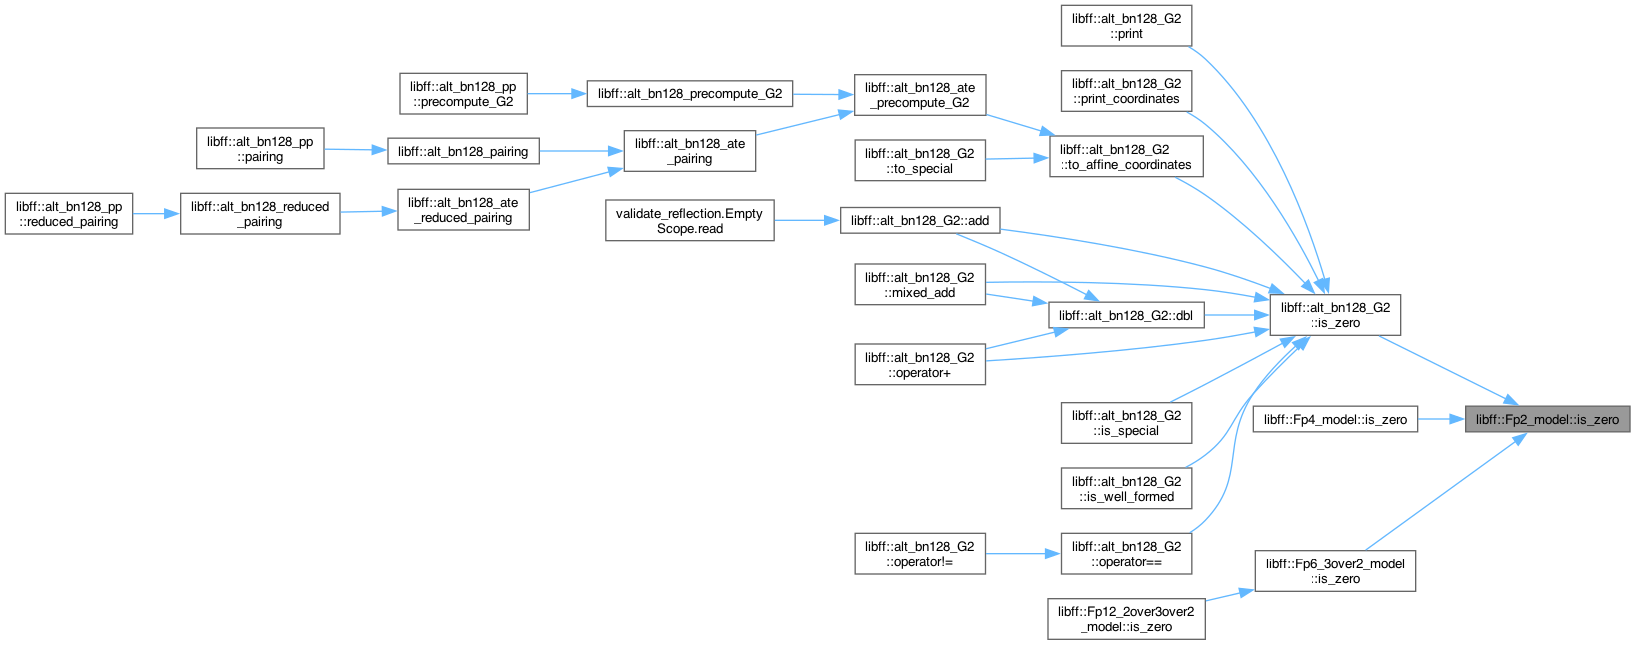 libff::alt_bn128_G2
::print
libff::alt_bn128_G2
::print_coordinates
libff::alt_bn128_pp
::precompute_G2
libff::alt_bn128_precompute_G2
libff::alt_bn128_ate
_precompute_G2
libff::alt_bn128_pp
::pairing
libff::alt_bn128_pairing
libff::alt_bn128_ate
_pairing
libff::alt_bn128_G2
::to_special
libff::alt_bn128_G2
::to_affine_coordinates
libff::alt_bn128_pp
::reduced_pairing
libff::alt_bn128_reduced
_pairing
libff::alt_bn128_ate
_reduced_pairing
validate_reflection.Empty
Scope.read
libff::alt_bn128_G2::add
libff::alt_bn128_G2
::mixed_add
libff::alt_bn128_G2::dbl
libff::alt_bn128_G2
::is_zero
libff::alt_bn128_G2
::operator+
libff::alt_bn128_G2
::is_special
libff::Fp4_model::is_zero
libff::Fp2_model::is_zero
libff::alt_bn128_G2
::is_well_formed
libff::alt_bn128_G2
::operator!=
libff::alt_bn128_G2
::operator==
libff::Fp6_3over2_model
::is_zero
libff::Fp12_2over3over2
_model::is_zero